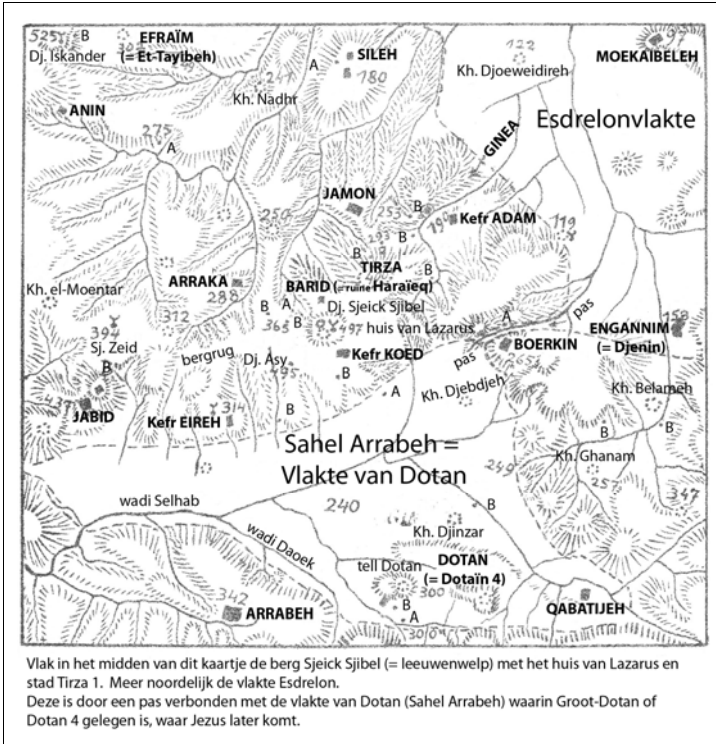 525 B EFRAÏM
Dj. Iskander (= Et-Tayibeh)
SILEH
180
122
Kh. Djoeweidireh
MOEKAIBELEH
A
Kh. Nadhr
ANIN
275
A
GINEA
Esdrelonvlakte
JAMON
250
253 B
190 Kefr ADAM
119
B
293
B
TIRZA
B
ARRAKA
288
BARID (=ruine Haraïeq)
Kh. el-Moentar
312
B A
Dj. Sjeick Sjibel
365 B
497 huis van Lazarus
A
pas
394
Sj. Zeid
B
bergrug
Dj. Asy
495
Kefr KOED
B
pas
BOERKIN
265
ENGANNIM
158
(= Djenin)
Kh. Djebdjeh
A
Kh. Belameh
JABID
Kefr EIREH
314
B
B
B
Sahel Arrabeh =
Vlakte van Dotan
249
Kh. Ghanam
257
347
wadi Selhab
240
B
wadi Daoek
Kh. Djinzar
tell Dotan
DOTAN
(= Dotaïn 4)
300
342
ARRABEH
B
A
QABATIJEH
Vlak in het midden van dit kaartje de berg Sjeick Sjibel (= leeuwenwelp) met het huis van Lazarus en
stad Tirza 1. Meer noordelijk de vlakte Esdrelon.
Deze is door een pas verbonden met de vlakte van Dotan (Sahel Arrabeh) waarin Groot-Dotan of
Dotan 4 gelegen is, waar Jezus later komt.